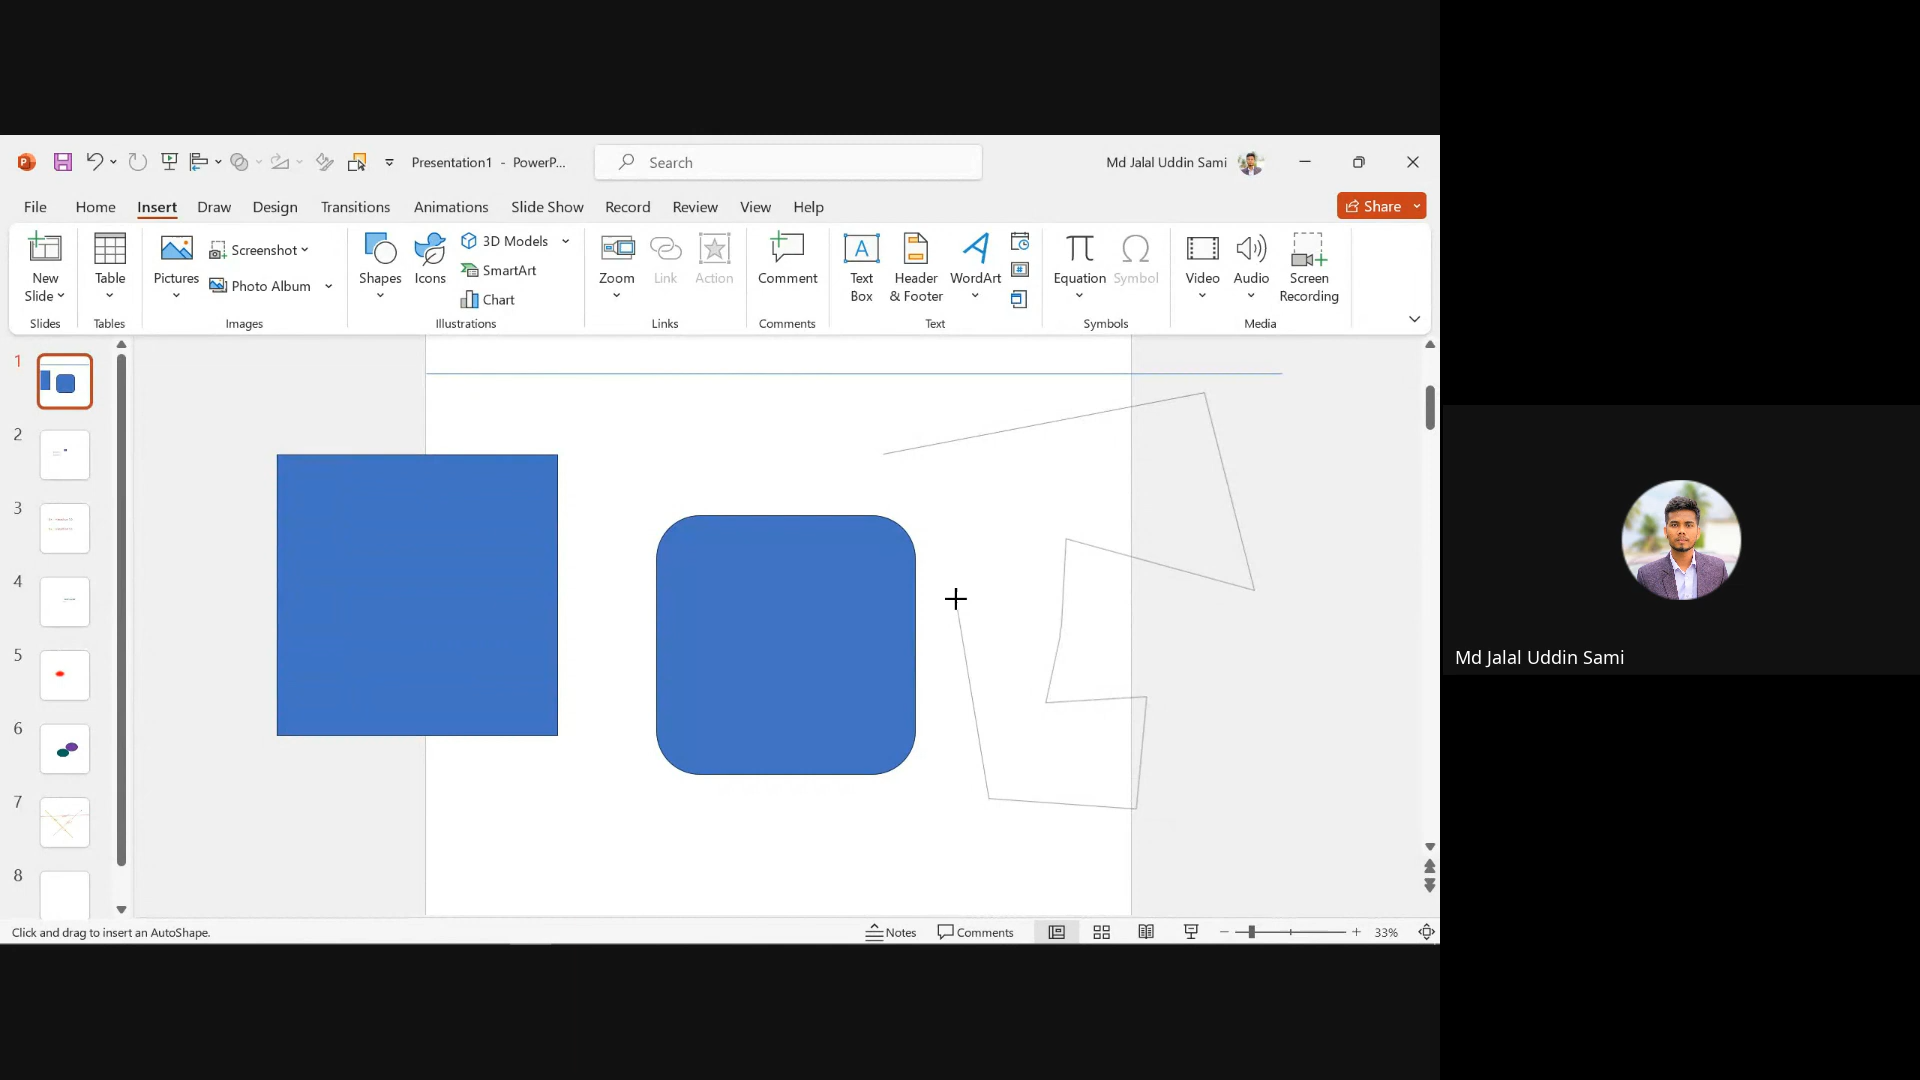 Presentation1 - PowerP...
Search
Md Jalal Uddin Sami
File Home Insert Draw Design Transitions Animations Slide Show Record Review View Help
Share
New Slide
Table
Pictures
Screenshot
Photo Album
Shapes
Icons
3D Models
SmartArt
Chart
Zoom
Link
Action
Comment
Text Box
Header & Footer
WordArt
Equation
Symbol
Video
Audio
Screen Recording
Slides Tables Images Illustrations Links Comments Text Symbols Media
1
2
3
4
5
6
7
8
Md Jalal Uddin Sami
Click and drag to insert an AutoShape.
Notes Comments 33%